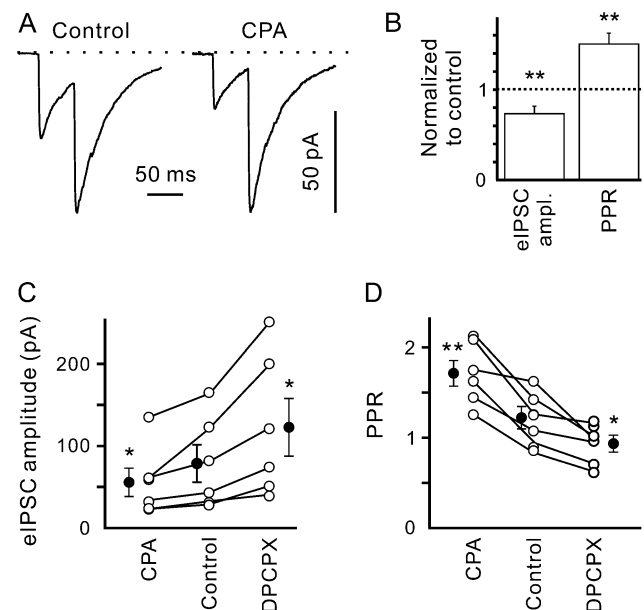 A
Control
CPA
50 ms
50 pA
B
Normalized
to control
**
**
1
0
eIPSC
ampl.
PPR
C
eIPSC amplitude (pA)
200
100
0
*
*
CPA
Control
DPCPX
D
PPR
2
1
0
**
*
CPA
Control
DPCPX